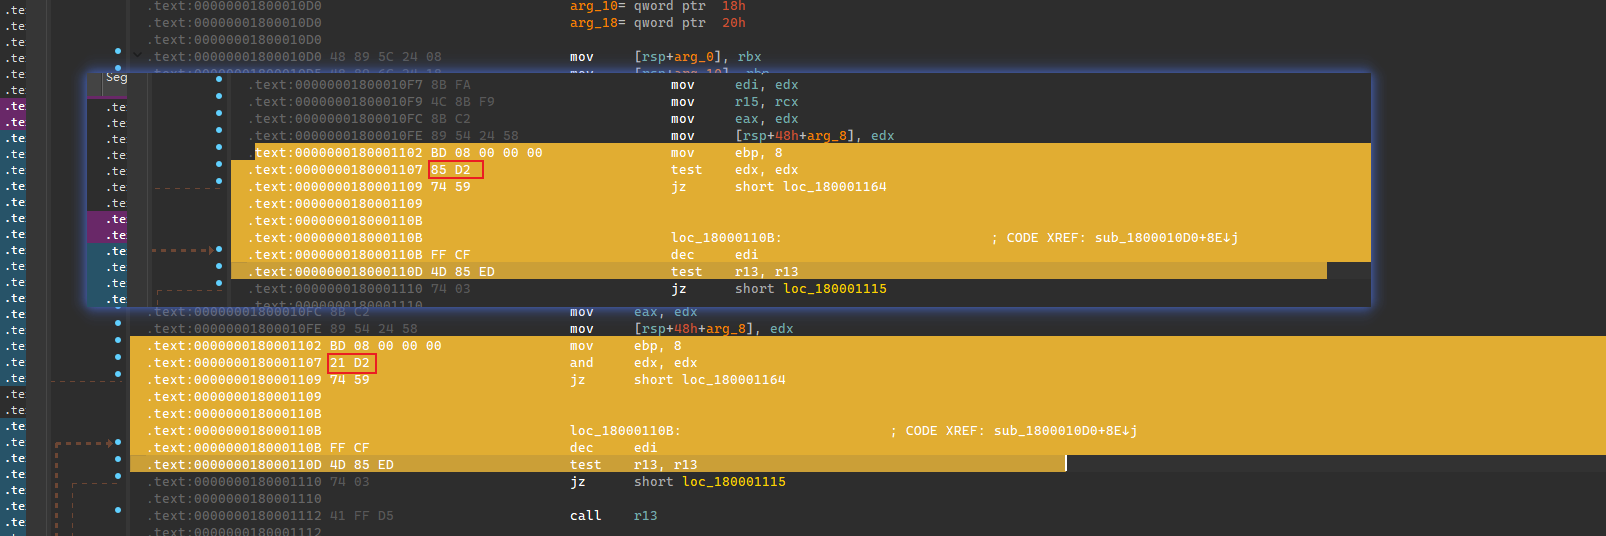 .text:00000001800010D0 arg_10= qword ptr  18h
.text:00000001800010D0 arg_18= qword ptr  20h
.text:00000001800010D0
.text:00000001800010D0 48 89 5C 24 08 mov [rsp+arg_0], rbx
Seg
.text:00000001800010F7 8B FA mov edi, edx
.text:00000001800010F9 4C 8B F9 mov r15, rcx
.text:00000001800010FC 8B C2 mov eax, edx
.text:00000001800010FE 89 54 24 58 mov [rsp+48h+arg_8], edx
.text:0000000180001102 BD 08 00 00 00 mov ebp, 8
.text:0000000180001107 85 D2 test edx, edx
.text:0000000180001109 74 59 jz short loc_180001164
.text:0000000180001109
.text:000000018000110B
.text:000000018000110B loc_18000110B: ; CODE XREF: sub_1800010D0+8E↓j
.text:000000018000110B FF CF dec edi
.text:000000018000110D 4D 85 ED test r13, r13
.text:0000000180001110 74 03 jz short loc_180001115
.text:0000000180001110
.text:00000001800010FC 8B C2 mov eax, edx
.text:00000001800010FE 89 54 24 58 mov [rsp+48h+arg_8], edx
.text:0000000180001102 BD 08 00 00 00 mov ebp, 8
.text:0000000180001107 21 D2 and edx, edx
.text:0000000180001109 74 59 jz short loc_180001164
.text:0000000180001109
.text:000000018000110B
.text:000000018000110B loc_18000110B: ; CODE XREF: sub_1800010D0+8E↓j
.text:000000018000110B FF CF dec edi
.text:000000018000110D 4D 85 ED test r13, r13
.text:0000000180001110 74 03 jz short loc_180001115
.text:0000000180001110
.text:0000000180001112 41 FF D5 call r13
.text:0000000180001112